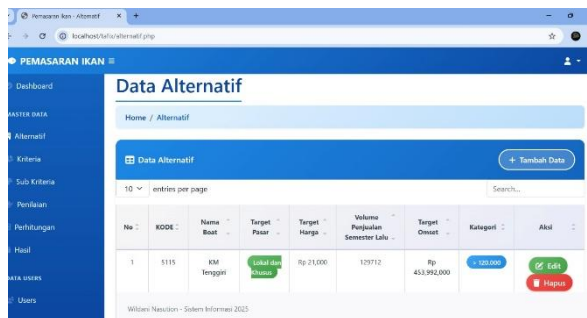 Pemasaran Ikan - Alternatif
localhost/tafix/alternatif.php
PEMASARAN IKAN
Dashboard
MASTER DATA
Alternatif
Kriteria
Sub Kriteria
Penilaian
Perhitungan
Hasil
DATA USERS
Users
Data Alternatif
Home / Alternatif
Data Alternatif
+ Tambah Data
10 entries per page
Search...
No
KODE
Nama
Boat
Target
Pasar
Target
Harga
Volume
Penjualan
Semester Lalu
Target
Omset
Kategori
Aksi
1
S115
KM
Tenggiri
Lokal dan
Khusus
Rp 21,000
129712
Rp
453,992,000
> 120.000
Edit
Hapus
Wildani Nasution - Sistem Informasi 2025